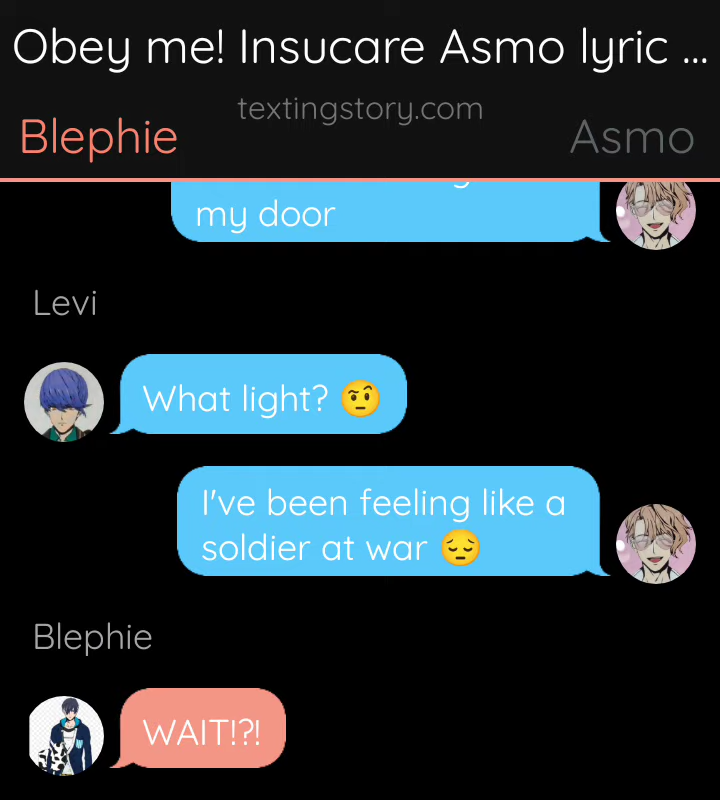 Obey me! Insucare Asmo lyric ...
textingstory.com
Blephie
Asmo
my door
Levi
What light? 🤨
I've been feeling like a
soldier at war 😔
Blephie
WAIT!?!